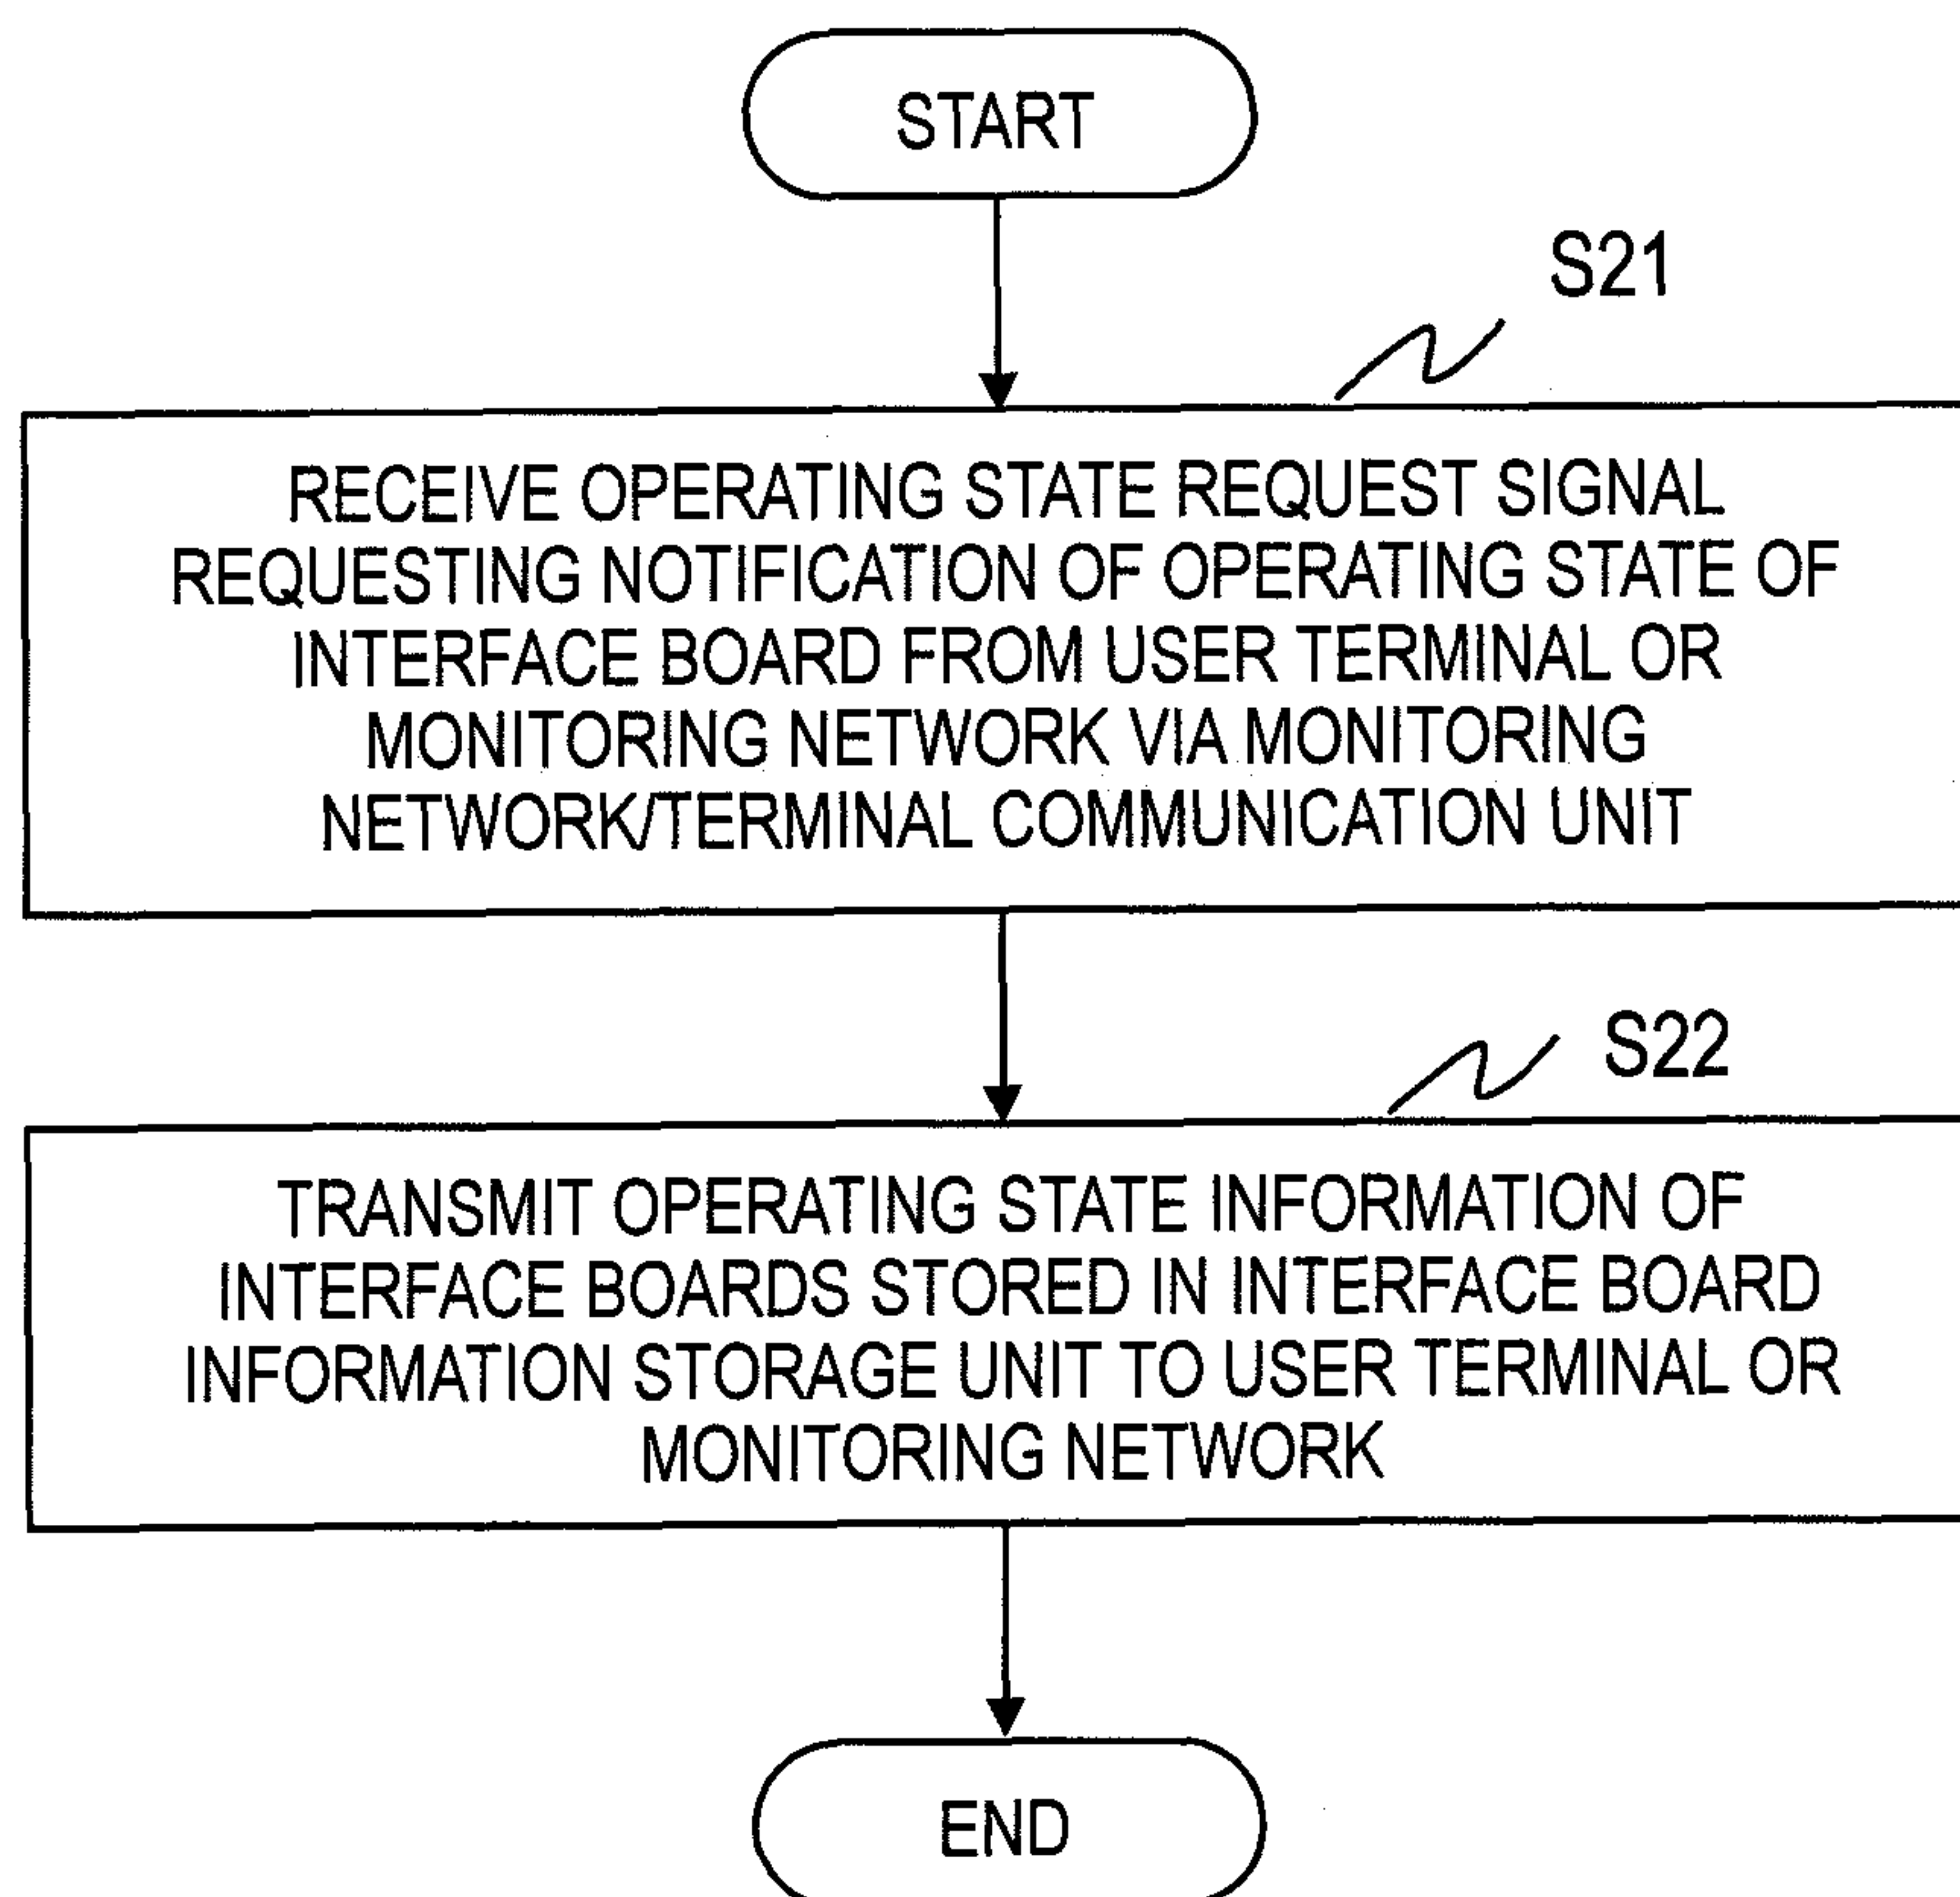 START
S21
RECEIVE OPERATING STATE REQUEST SIGNAL
REQUESTING NOTIFICATION OF OPERATING STATE OF
INTERFACE BOARD FROM USER TERMINAL OR
MONITORING NETWORK VIA MONITORING
NETWORK/TERMINAL COMMUNICATION UNIT
S22
TRANSMIT OPERATING STATE INFORMATION OF
INTERFACE BOARDS STORED IN INTERFACE BOARD
INFORMATION STORAGE UNIT TO USER TERMINAL OR
MONITORING NETWORK
END